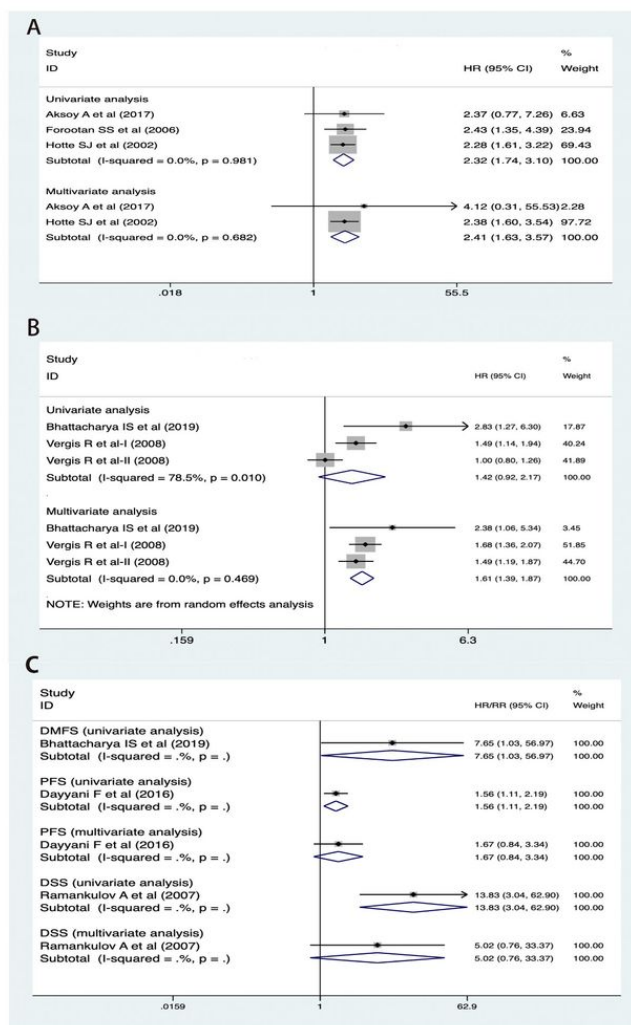 A
Study %
ID HR (95% CI) Weight
Univariate analysis
Aksoy A et al (2017) 2.37 (0.77, 7.26) 6.63
Forootan SS et al (2006) 2.43 (1.35, 4.39) 23.94
Hotte SJ et al (2002) 2.28 (1.61, 3.22) 69.43
Subtotal (I-squared = 0.0%, p = 0.981) 2.32 (1.74, 3.10) 100.00
Multivariate analysis
Aksoy A et al (2017) 4.12 (0.31, 55.53) 2.28
Hotte SJ et al (2002) 2.38 (1.60, 3.54) 97.72
Subtotal (I-squared = 0.0%, p = 0.682) 2.41 (1.63, 3.57) 100.00
.018 1 55.5
B
Study %
ID HR (95% CI) Weight
Univariate analysis
Bhattacharya IS et al (2019) 2.83 (1.27, 6.30) 17.87
Vergis R et al-I (2008) 1.49 (1.14, 1.94) 40.24
Vergis R et al-II (2008) 1.00 (0.80, 1.26) 41.89
Subtotal (I-squared = 78.5%, p = 0.010) 1.42 (0.92, 2.17) 100.00
.
Multivariate analysis
Bhattacharya IS et al (2019) 2.38 (1.06, 5.34) 3.45
Vergis R et al-I (2008) 1.68 (1.36, 2.07) 51.85
Vergis R et al-II (2008) 1.49 (1.19, 1.87) 44.70
Subtotal (I-squared = 0.0%, p = 0.469) 1.61 (1.39, 1.87) 100.00
NOTE: Weights are from random effects analysis
.159 1 6.3
C
Study %
ID HR/RR (95% CI) Weight
DMFS (univariate analysis)
Bhattacharya IS et al (2019) 7.65 (1.03, 56.97) 100.00
Subtotal (I-squared = .%, p = .) 7.65 (1.03, 56.97) 100.00
PFS (univariate analysis)
Dayyani F et al (2016) 1.56 (1.11, 2.19) 100.00
Subtotal (I-squared = .%, p = .) 1.56 (1.11, 2.19) 100.00
PFS (multivariate analysis)
Dayyani F et al (2016) 1.67 (0.84, 3.34) 100.00
Subtotal (I-squared = .%, p = .) 1.67 (0.84, 3.34) 100.00
DSS (univariate analysis)
Ramankulov A et al (2007) 13.83 (3.04, 62.90) 100.00
Subtotal (I-squared = .%, p = .) 13.83 (3.04, 62.90) 100.00
DSS (multivariate analysis)
Ramankulov A et al (2007) 5.02 (0.76, 33.37) 100.00
Subtotal (I-squared = .%, p = .) 5.02 (0.76, 33.37) 100.00
.0159 1 62.9